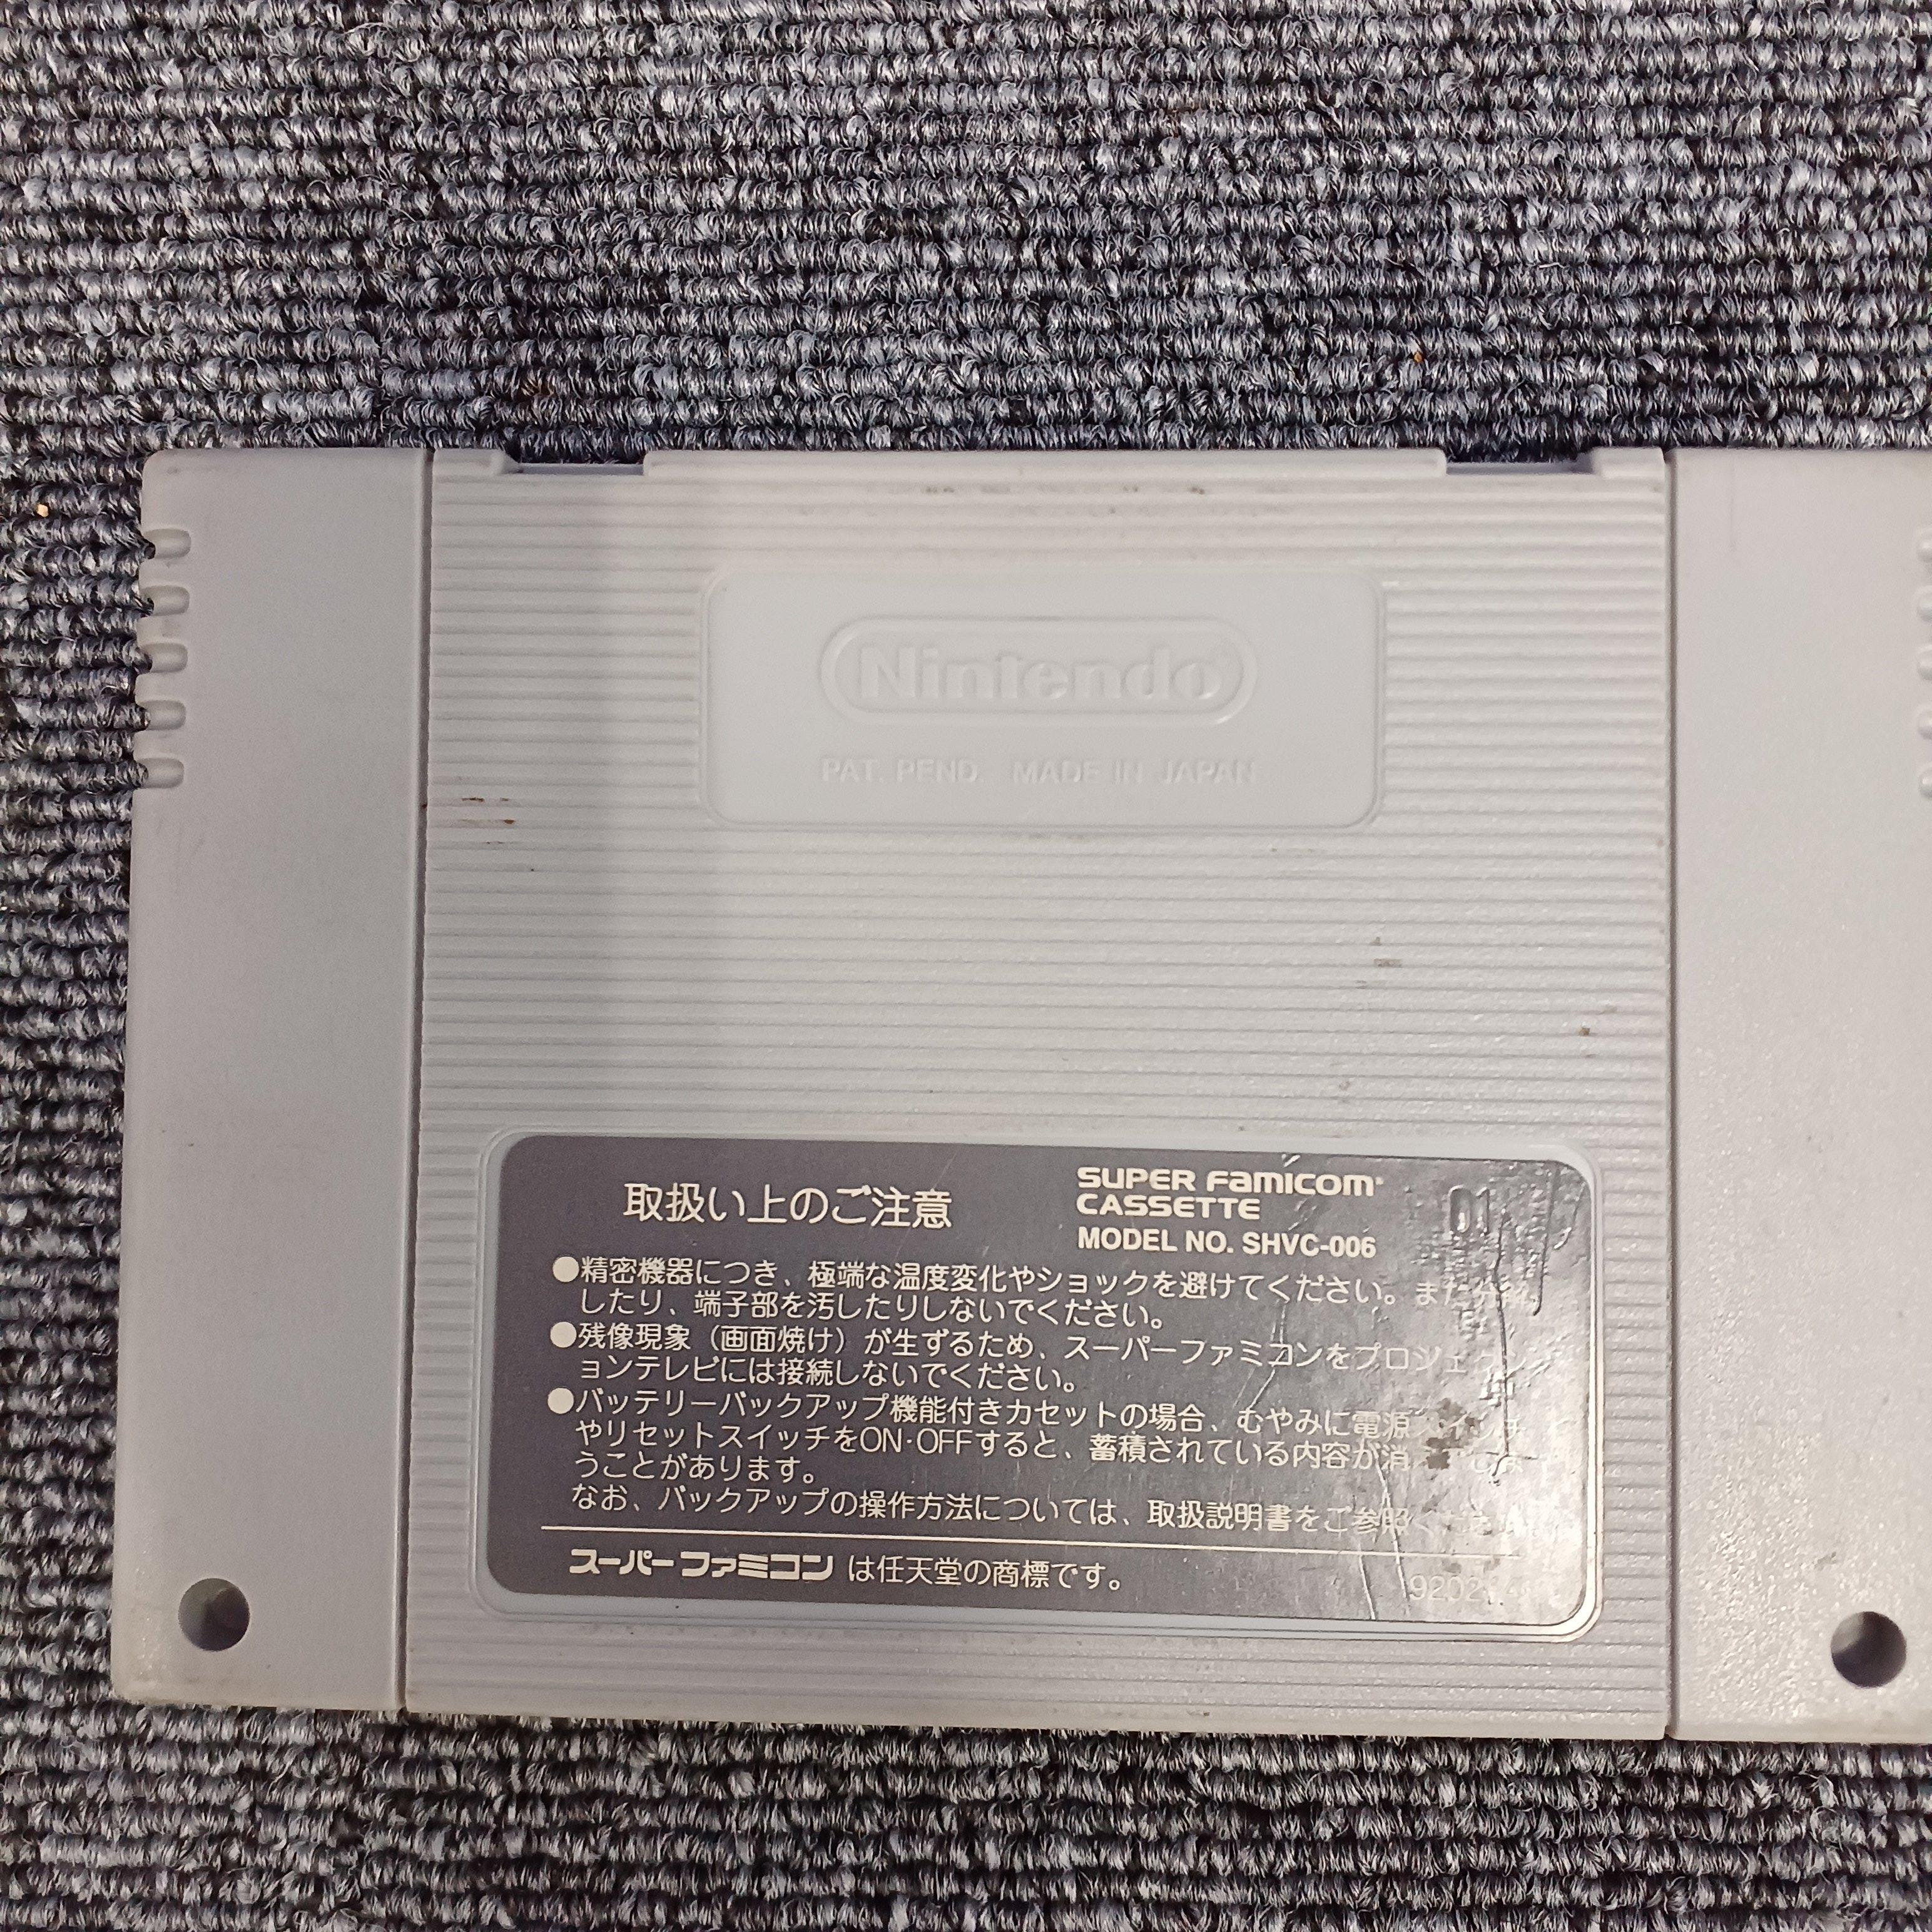 Nintendo
PAT. PEND. MADE IN JAPAN
取扱い上のご注意
SUPER FAMICOM
CASSETTE
MODEL NO. SHVC-006
01
●精密機器につき、極端な温度変化やショックを避けてください。また分解
したり、端子部を汚したりしないでください。
●残像現象（画面焼け）が生ずるため、スーパーファミコンをプロジェクシ
ョンテレビには接続しないでください。
●バッテリーバックアップ機能付きカセットの場合、むやみに電源スイッチ
やリセットスイッチをON・OFFすると、蓄積されている内容が消
うことがあります。
なお、バックアップの操作方法については、取扱説明書をご参照ください
スーパーファミコン は任天堂の商標です。